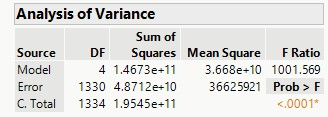 Analysis of Variance
Sum of
Source DF Squares Mean Square F Ratio
Model 4 1.4673e+11 3.668e+10 1001.569
Error 1330 4.8712e+10 36625921 Prob > F
C. Total 1334 1.9545e+11 <.0001*